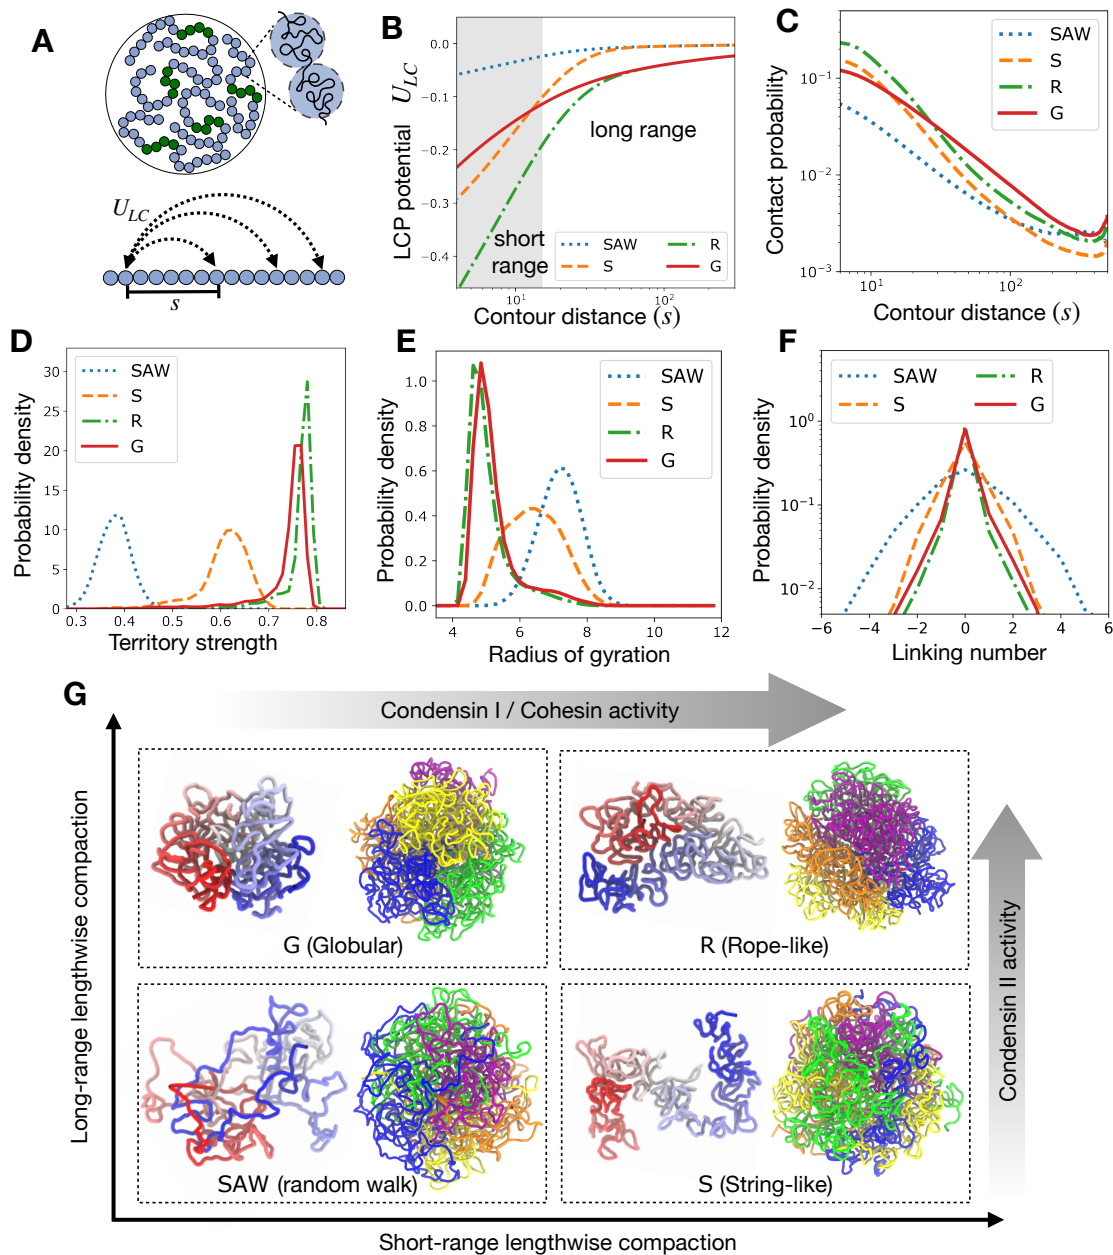 A
U_LC
s
B
LCP potential U_LC
0.0
−0.1
−0.2
−0.3
−0.4
long range
short
range
SAW
S
R
G
10^1
10^2
Contour distance (s)
C
Contact probability
10^−1
10^−2
10^−3
SAW
S
R
G
10^1
10^2
Contour distance (s)
D
Probability density
30
25
20
15
10
5
0
SAW
S
R
G
0.3 0.4 0.5 0.6 0.7 0.8
Territory strength
E
Probability density
1.0
0.8
0.6
0.4
0.2
0.0
SAW
S
R
G
4 6 8 10 12
Radius of gyration
F
Probability density
10^0
10^−1
10^−2
SAW
S
R
G
−6 −4 −2 0 2 4 6
Linking number
G
Condensin I / Cohesin activity
Long-range lengthwise compaction
G (Globular)
R (Rope-like)
SAW (random walk)
S (String-like)
Condensin II activity
Short-range lengthwise compaction